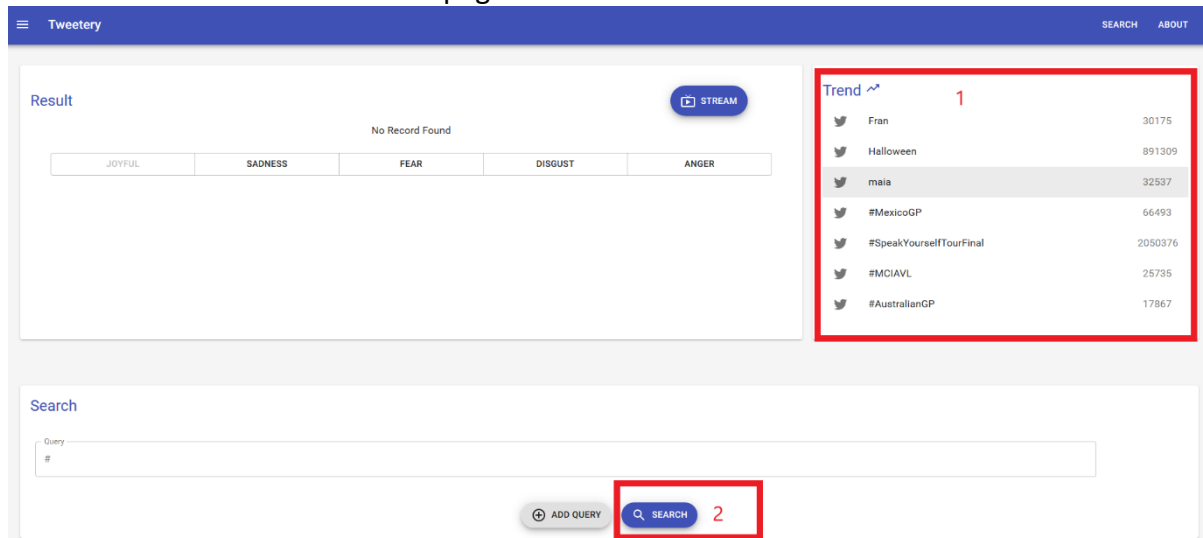 pag
Tweetery SEARCH ABOUT
Result
STREAM
No Record Found
JOYFUL SADNESS FEAR DISGUST ANGER
Trend 1
Fran 30175
Halloween 891309
maia 32537
#MexicoGP 66493
#SpeakYourselfTourFinal 2050376
#MCIAVL 25735
#AustralianGP 17867
Search
Query
#
ADD QUERY SEARCH 2